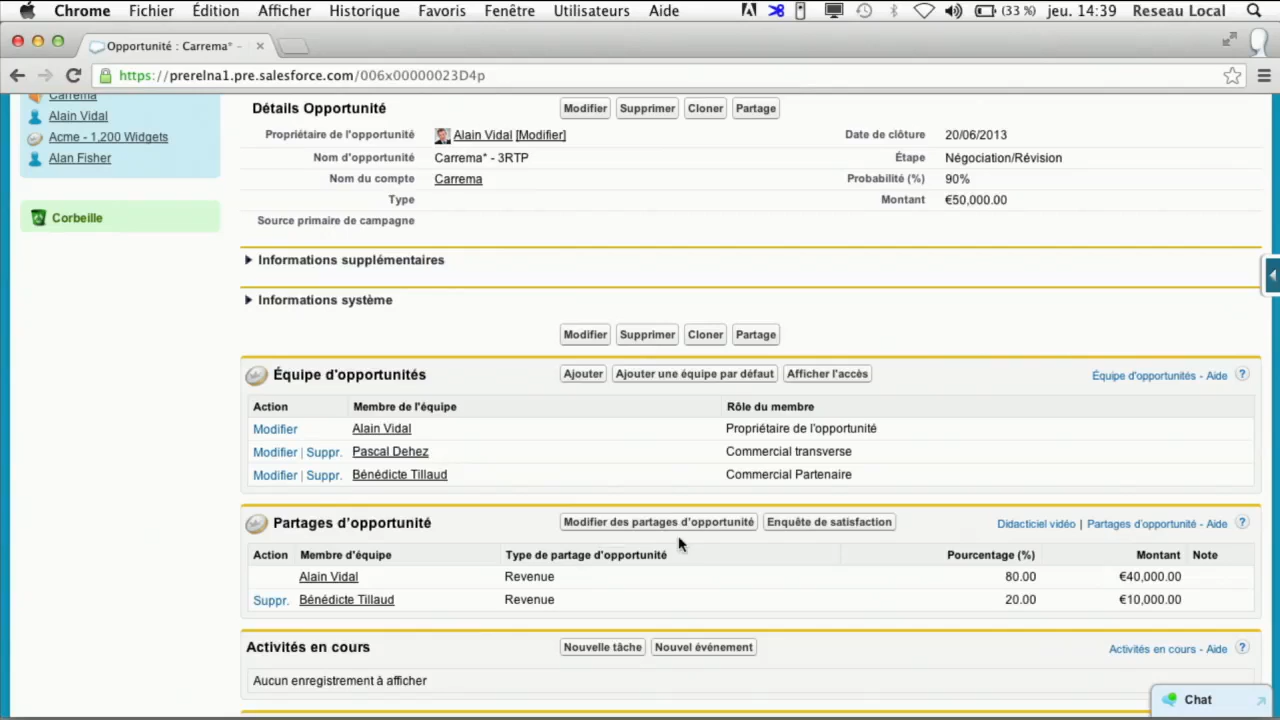 Chrome Fichier Édition Afficher Historique Favoris Fenêtre Utilisateurs Aide (33 %) jeu. 14:39 Reseau Local
Opportunité : Carrema* -
https://prerelna1.pre.salesforce.com/006x00000023D4p
Carrema
Alain Vidal
Acme - 1,200 Widgets
Alan Fisher
Corbeille
Détails Opportunité Modifier Supprimer Cloner Partage
Propriétaire de l'opportunité Alain Vidal [Modifier] Date de clôture 20/06/2013
Nom d'opportunité Carrema* - 3RTP Étape Négociation/Révision
Nom du compte Carrema Probabilité (%) 90%
Type Montant €50,000.00
Source primaire de campagne
Informations supplémentaires
Informations système
Modifier Supprimer Cloner Partage
Équipe d'opportunités Ajouter Ajouter une équipe par défaut Afficher l'accès Équipe d'opportunités - Aide ?
Action Membre de l'équipe Rôle du membre
Modifier Alain Vidal Propriétaire de l'opportunité
Modifier | Suppr. Pascal Dehez Commercial transverse
Modifier | Suppr. Bénédicte Tillaud Commercial Partenaire
Partages d'opportunité Modifier des partages d'opportunité Enquête de satisfaction Didacticiel vidéo | Partages d'opportunité - Aide ?
Action Membre d'équipe Type de partage d'opportunité Pourcentage (%) Montant Note
Alain Vidal Revenue 80.00 €40,000.00
Suppr. Bénédicte Tillaud Revenue 20.00 €10,000.00
Activités en cours Nouvelle tâche Nouvel événement Activités en cours - Aide ?
Aucun enregistrement à afficher
Chat